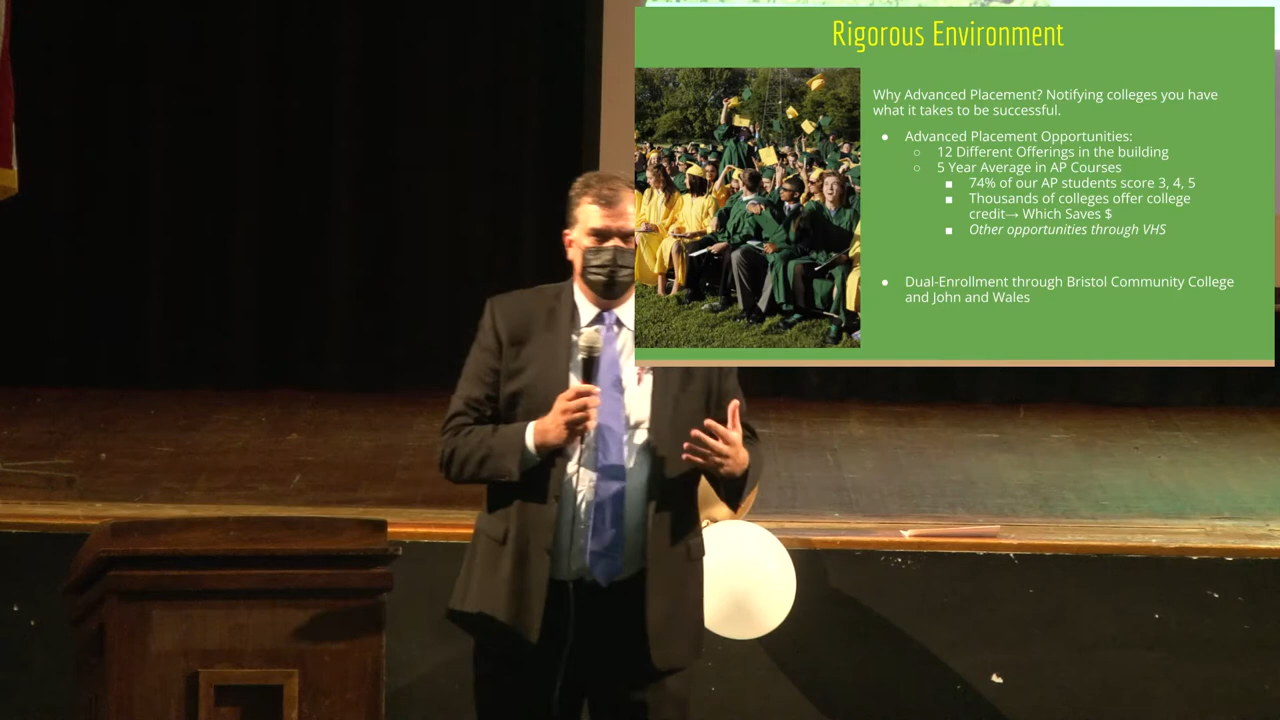 Rigorous Environment
Why Advanced Placement? Notifying colleges you have
what it takes to be successful.
● Advanced Placement Opportunities:
○ 12 Different Offerings in the building
○ 5 Year Average in AP Courses
■ 74% of our AP students score 3, 4, 5
■ Thousands of colleges offer college
credit→ Which Saves $
■ Other opportunities through VHS
● Dual-Enrollment through Bristol Community College
and John and Wales